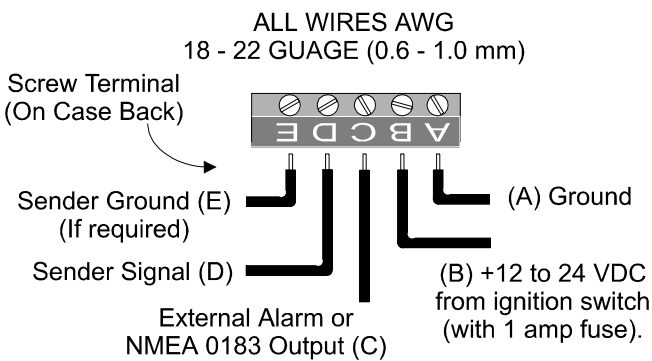 ALL WIRES AWG
18 - 22 GUAGE (0.6 - 1.0 mm)
Screw Terminal
(On Case Back)
E D C B A
Sender Ground (E)
(If required)
(A) Ground
Sender Signal (D)
(B) +12 to 24 VDC
from ignition switch
(with 1 amp fuse).
External Alarm or
NMEA 0183 Output (C)